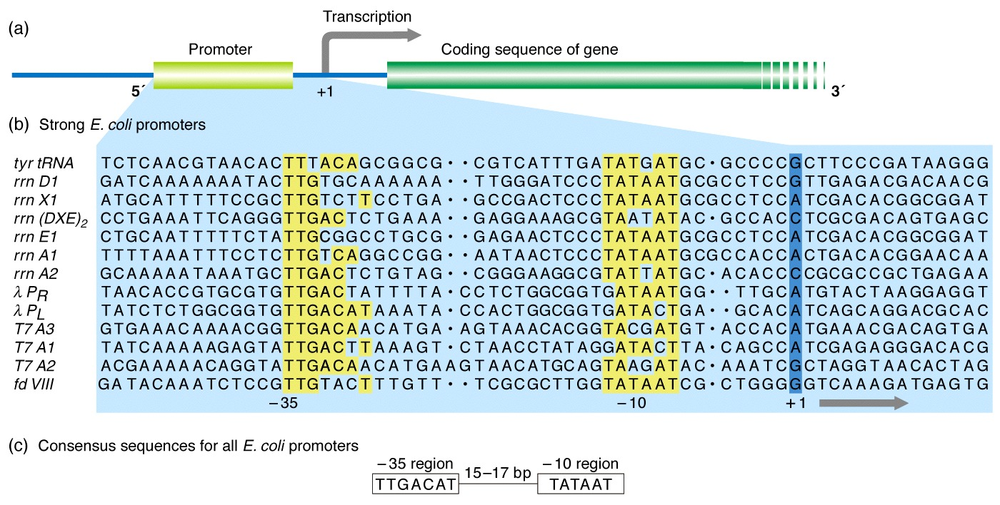 (a)
Transcription
Promoter
Coding sequence of gene
5´
+1
3´
(b) Strong E. coli promoters
tyr tRNA TCTCAACGTAACACTTTACAGCGGCG··CGTCATTTGATATGATGC·GCCCCGCTTCCCGATAAGGG
rrn D1 GATCAAAAAAATACTTGTGCAAAAAA··TTGGGATCCCTATAATGCGCCTCCGTTGAGACGACAACG
rrn X1 ATGCATTTTTCCGCTTGTCTTCCTGA··GCCGACTCCCTATAATGCGCCTCCATCGACACGGCGGAT
rrn (DXE)2 CCTGAAATTCAGGGTTGACTCTGAAA··GAGGAAAGCGTAATATAC·GCCACCTCGCGACAGTGAGC
rrn E1 CTGCAATTTTTCTATTGCGGCCTGCG··GAGAACTCCCTATAATGCGCCTCCATCGACACGGCGGAT
rrn A1 TTTTAAATTTCCTCTTGTCAGGCCGG··AATAACTCCCTATAATGCGCCACCACTGACACGGAACAA
rrn A2 GCAAAAATAAATGCTTGACTCTGTAG··CGGGAAGGCGTATTATGC·ACACCCCGCGCCGCTGAGAA
λ PR TAACACCGTGCGTGTTGACTATTTTA·CCTCTGGCGGTGATAATGG··TTGCATGTACTAAGGAGGT
λ PL TATCTCTGGCGGTGTTGACATAAATA·CCACTGGCGGTGATACTGA··GCACATCAGCAGGACGCAC
T7 A3 GTGAAACAAAACGGTTGACAACATGA·AGTAAACACGGTACGATGT·ACCACATGAAACGACAGTGA
T7 A1 TATCAAAAAGAGTATTGACTTAAAGT·CTAACCTATAGGATACTTA·CAGCCATCGAGAGGGACACG
T7 A2 ACGAAAAACAGGTATTGACAACATGAAGTAACATGCAGTAAGATAC·AAATCGCTAGGTAACACTAG
fd VIII GATACAAATCTCCGTTGTACTTTGTT··TCGCGCTTGGTATAATCG·CTGGGGGTCAAAGATGAGTG
−35
−10
+1
(c) Consensus sequences for all E. coli promoters
−35 region
15–17 bp
−10 region
TTGACAT
TATAAT